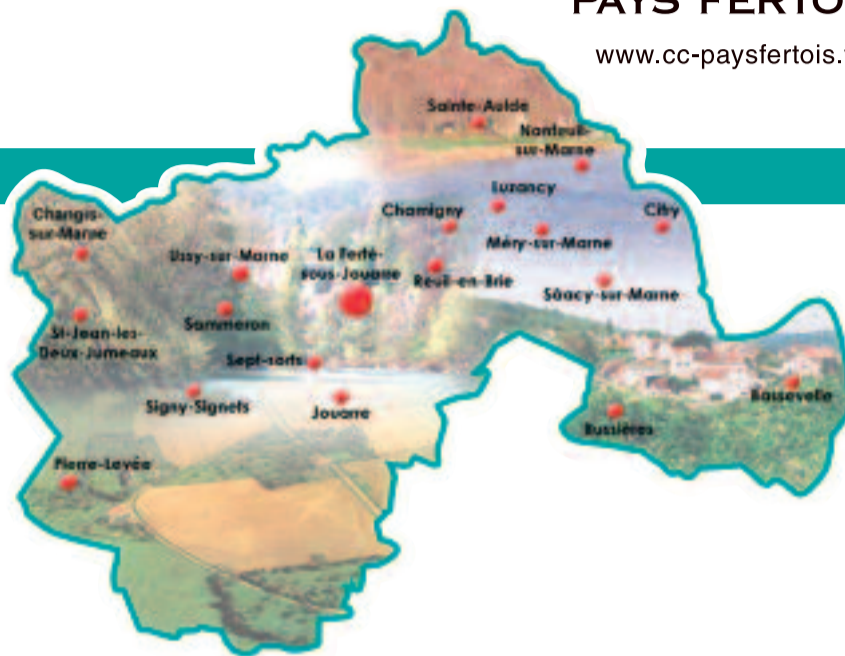 PAYS FERTO
www.cc-paysfertois.
Sainte-Aulde
Nanteuil-
sur-Marne
Luzancy
Chamigny
Citry
Changis-
sur-Marne
Méry-sur-Marne
Ussy-sur-Marne
La Ferté-
sous-Jouarre
Reuil-en-Brie
Sâacy-sur-Marne
Sammeron
St-Jean-les-
Deux-Jumeaux
Sept-sorts
Bassevelle
Signy-Signets
Jouarre
Bussières
Pierre-Levée